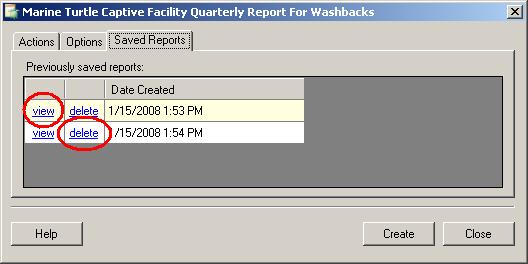 Marine Turtle Captive Facility Quarterly Report For Washbacks
Actions Options Saved Reports
Previously saved reports:
Date Created
view delete 1/15/2008 1:53 PM
view delete /15/2008 1:54 PM
Help Create Close